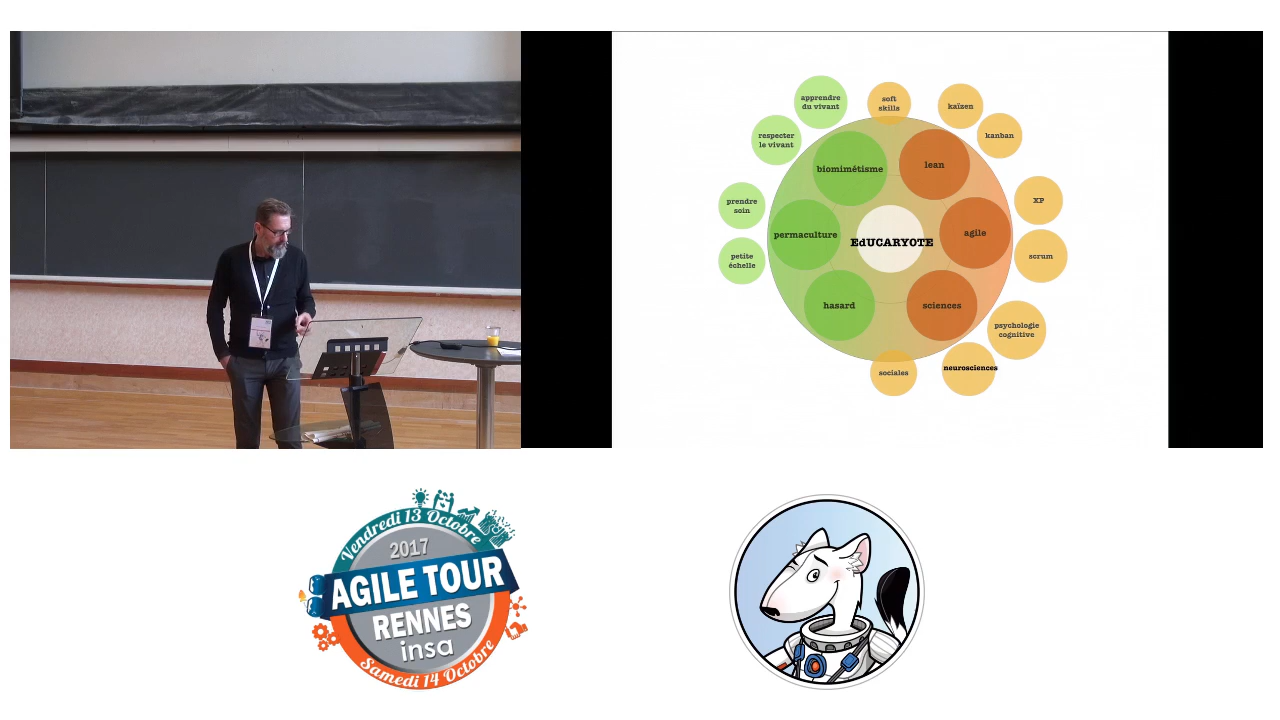 apprendre
du vivant
soft
skills
kaïzen
kanban
respecter
le vivant
biomimétisme
lean
prendre
soin
XP
permaculture
EdUCARYOTE
agile
petite
échelle
scrum
hasard
sciences
psychologie
cognitive
sociales
neurosciences
Vendredi 13 Octobre
2017
AGILE TOUR
RENNES
insa
Samedi 14 Octobre